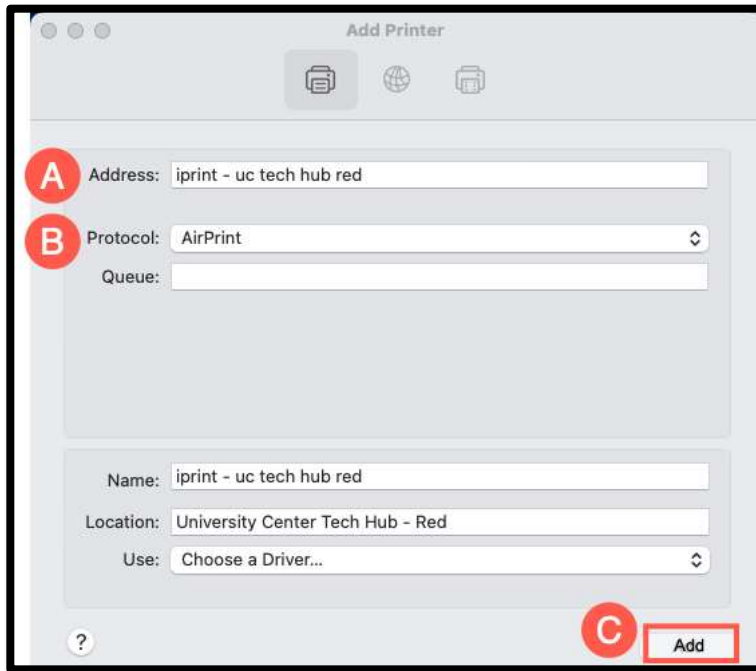 Add Printer
A Address: iprint - uc tech hub red
B Protocol: AirPrint
Queue:
Name: iprint - uc tech hub red
Location: University Center Tech Hub - Red
Use: Choose a Driver...
? C Add